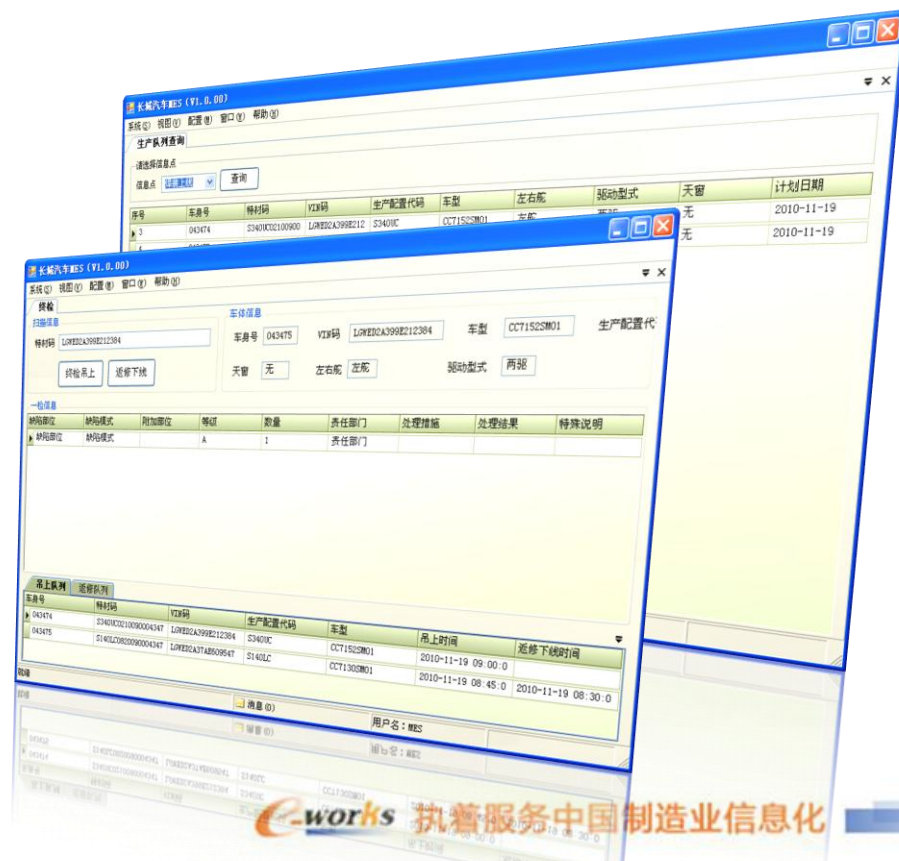 长城汽车MES (V1.0.00)
系统(S) 视图(V) 配置(M) 窗口(W) 帮助(H)
生产队列查询
请选择信息点
信息点 查询
序号 车身号 特材码 VIN码 生产配置代码 车型 左右舵 驱动型式 天窗 计划日期
3 043474 S340UC02100900 LGWED2A399E212 S340UC CC7152SM01 左舵 两驱 无 2010-11-19
无 2010-11-19
长城汽车MES (V1.0.00)
系统(S) 视图(V) 配置(M) 窗口(W) 帮助(H)
终检
扫描信息
特材码 LGWED2A399E212384
终检吊上 返修下线
车体信息
车身号 043475 VIN码 LGWED2A399E212384 车型 CC7152SM01 生产配置代
天窗 无 左右舵 左舵 驱动型式 两驱
一检信息
缺陷部位 缺陷模式 附加部位 等级 数量 责任部门 处理措施 处理结果 特殊说明
缺陷部位 缺陷模式 A 1 责任部门
吊上队列 返修队列
车身号 特材码 VIN码 生产配置代码 车型 吊上时间 返修下线时间
043474 S340UC0210090004347 LGWED2A399E212384 S340UC CC7152SM01 2010-11-19 09:00:0
043475 S140LC0820090004347 LGWED2A37AE609547 S140LC CC7130SM01 2010-11-19 08:45:0 2010-11-19 08:30:0
就绪 消息(0) 用户名：MES
e-works 执着服务中国制造业信息化